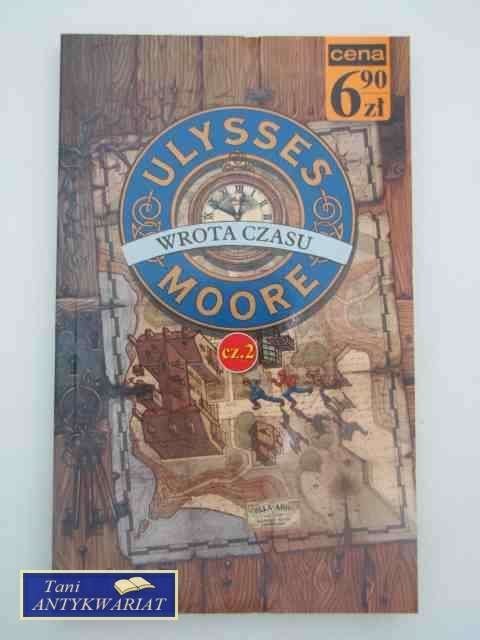 cena
6 90
zł
ULYSSES
WROTA CZASU
MOORE
cz.2
Tani
ANTYKWARIAT